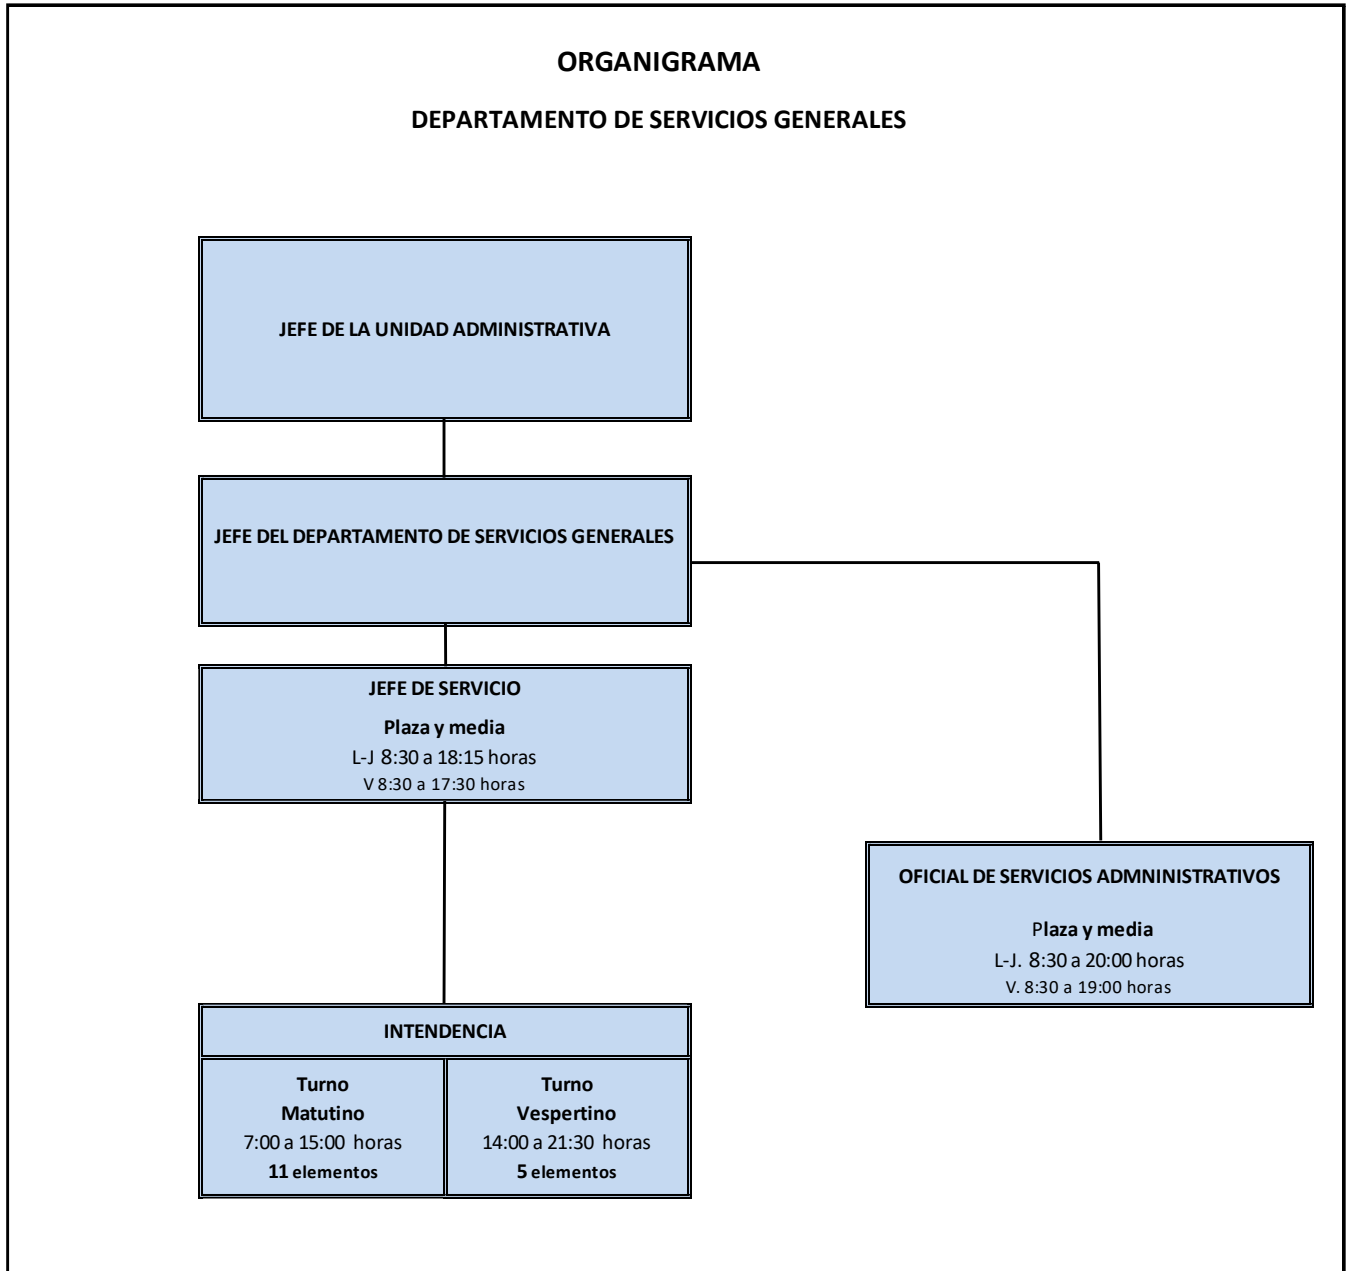 ORGANIGRAMA
DEPARTAMENTO DE SERVICIOS GENERALES
JEFE DE LA UNIDAD ADMINISTRATIVA
JEFE DEL DEPARTAMENTO DE SERVICIOS GENERALES
JEFE DE SERVICIO
Plaza y media
L-J 8:30 a 18:15 horas
V 8:30 a 17:30 horas
OFICIAL DE SERVICIOS ADMNINISTRATIVOS
Plaza y media
L-J. 8:30 a 20:00 horas
V. 8:30 a 19:00 horas
INTENDENCIA
Turno
Matutino
7:00 a 15:00 horas
11 elementos
Turno
Vespertino
14:00 a 21:30 horas
5 elementos